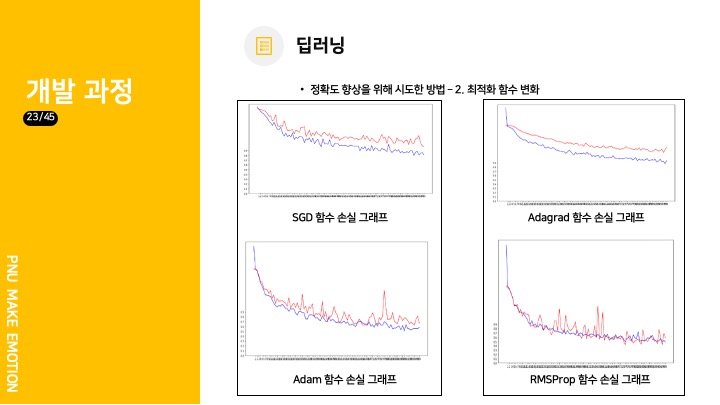 개발 과정
23/45
PNU MAKE EMOTION
딥러닝
• 정확도 향상을 위해 시도한 방법 – 2. 최적화 함수 변화
SGD 함수 손실 그래프
Adagrad 함수 손실 그래프
Adam 함수 손실 그래프
RMSProp 함수 손실 그래프